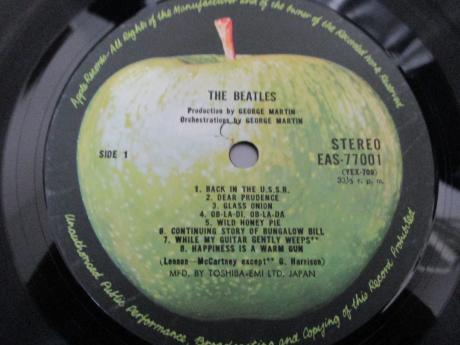 Apple Records-All Rights of the Manufacturer and of the Owner of the Recorded Work Reserved
THE BEATLES
Production by GEORGE MARTIN
Orchestrations by GEORGE MARTIN
SIDE 1
STEREO
EAS-77001
(YEX-709)
33⅓ r. p. m.
1. BACK IN THE U.S.S.R.
2. DEAR PRUDENCE
3. GLASS ONION
4. OB-LA-DI, OB-LA-DA
5. WILD HONEY PIE
6. CONTINUING STORY OF BUNGALOW BILL
7. WHILE MY GUITAR GENTLY WEEPS**
8. HAPPINESS IS A WARM GUN
(Lennon-McCartney except** G. Harrison)
MFD. BY TOSHIBA-EMI LTD. JAPAN
Unauthorised Public Performance, Broadcasting and Copying of this Record Prohibited